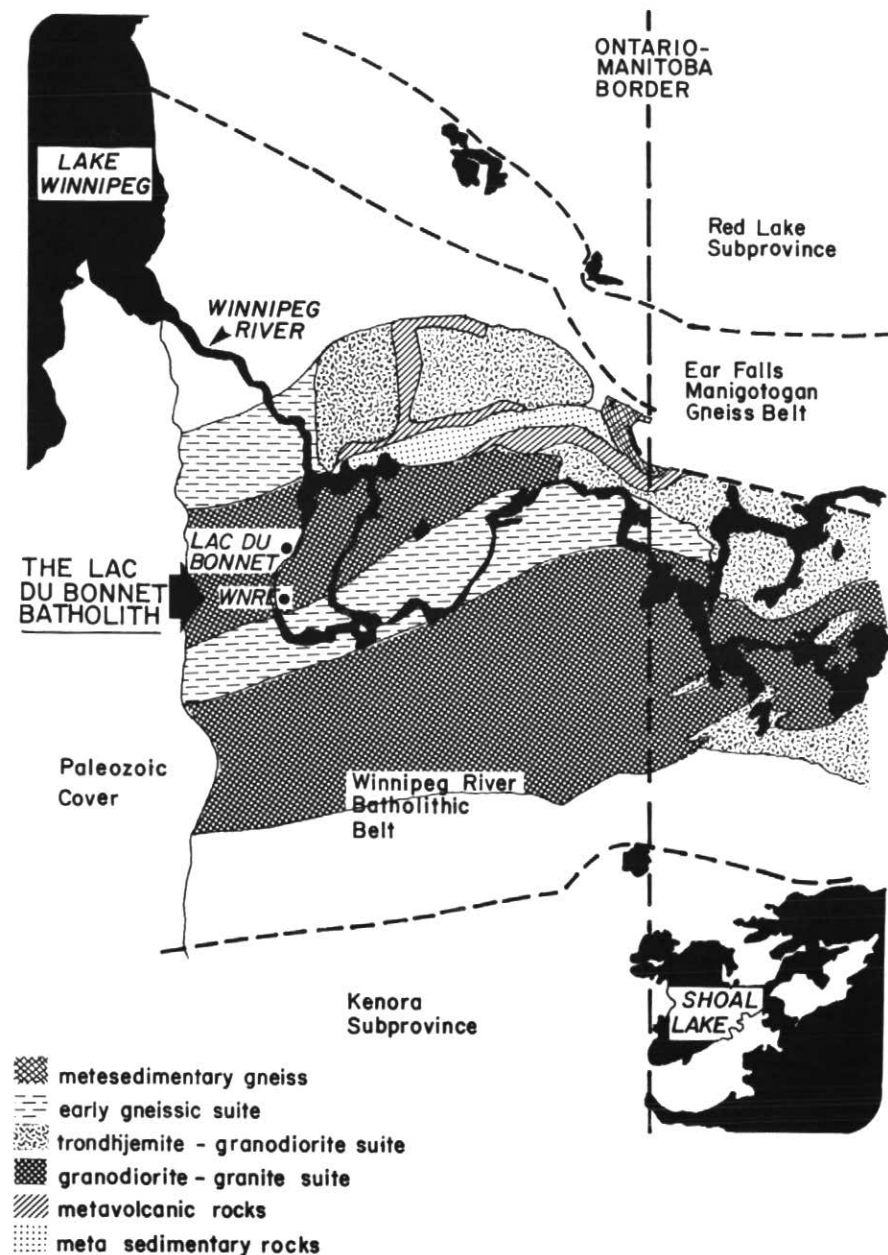 ONTARIO-
MANITOBA
BORDER
LAKE
WINNIPEG
Red Lake
Subprovince
WINNIPEG
RIVER
Ear Falls
Manigotogan
Gneiss Belt
LAC DU
BONNET
THE LAC
DU BONNET
BATHOLITH
WNRE
Paleozoic
Cover
Winnipeg River
Batholithic
Belt
Kenora
Subprovince
SHOAL
LAKE
metesedimentary gneiss
early gneissic suite
trondhjemite - granodiorite suite
granodiorite - granite suite
metavolcanic rocks
meta sedimentary rocks